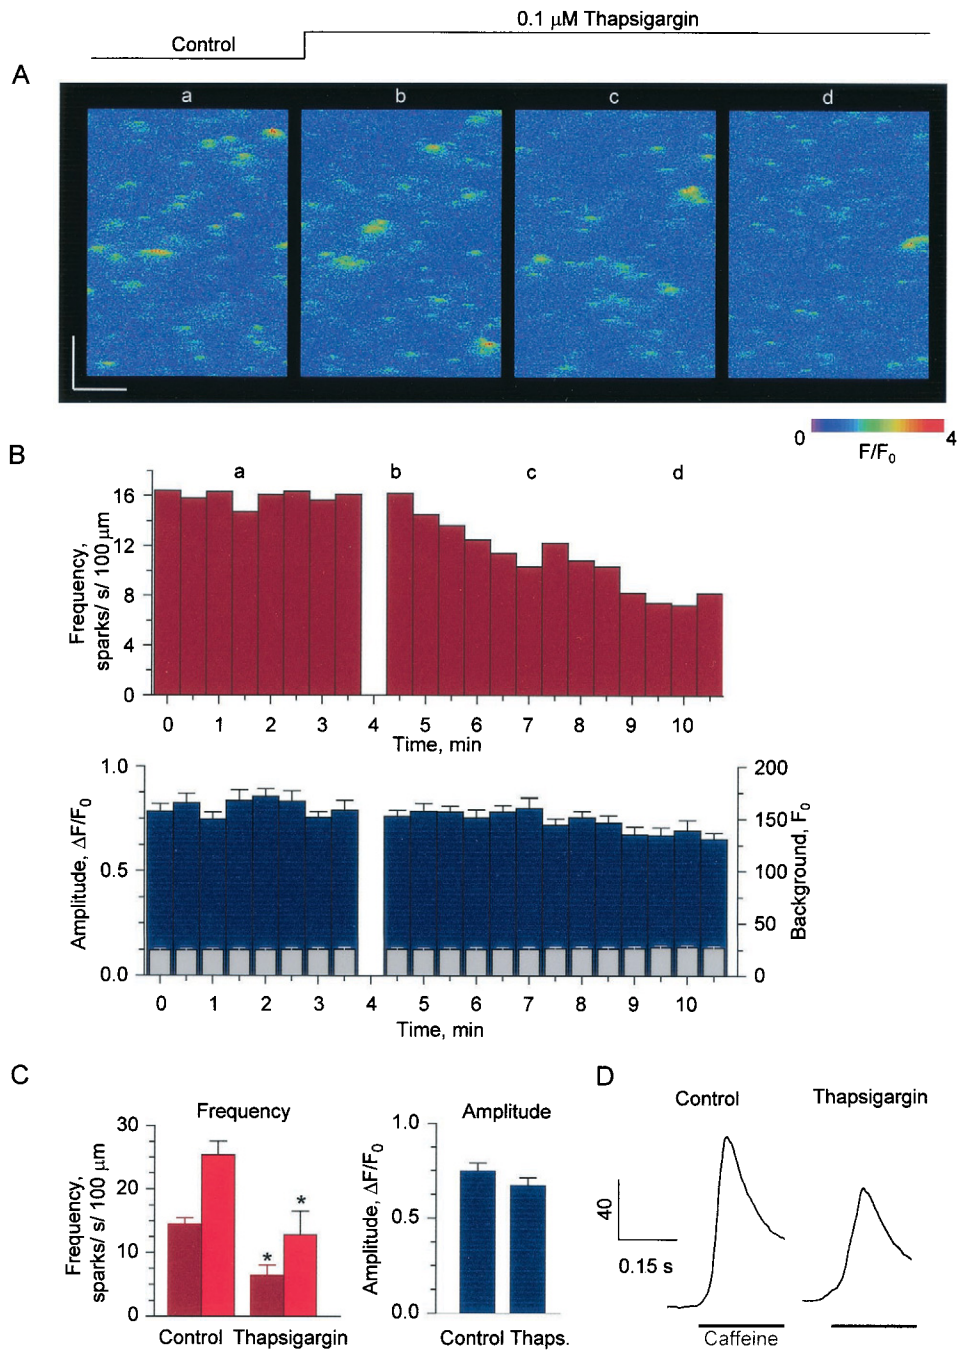 0.1 µM Thapsigargin
Control
A
a b c d
0 4
F/F0
B
a b c d
16
12
8
4
0
Frequency,
sparks/ s/ 100 µm
0 1 2 3 4 5 6 7 8 9 10
Time, min
1.0
0.5
0.0
Amplitude, ΔF/F0
200
150
100
50
0
Background, F0
0 1 2 3 4 5 6 7 8 9 10
Time, min
C
Frequency
30
20
10
0
Frequency,
sparks/ s/ 100 µm
* *
Control Thapsigargin
Amplitude
1.0
0.5
0.0
Amplitude, ΔF/F0
Control Thaps.
D
Control Thapsigargin
40
0.15 s
Caffeine